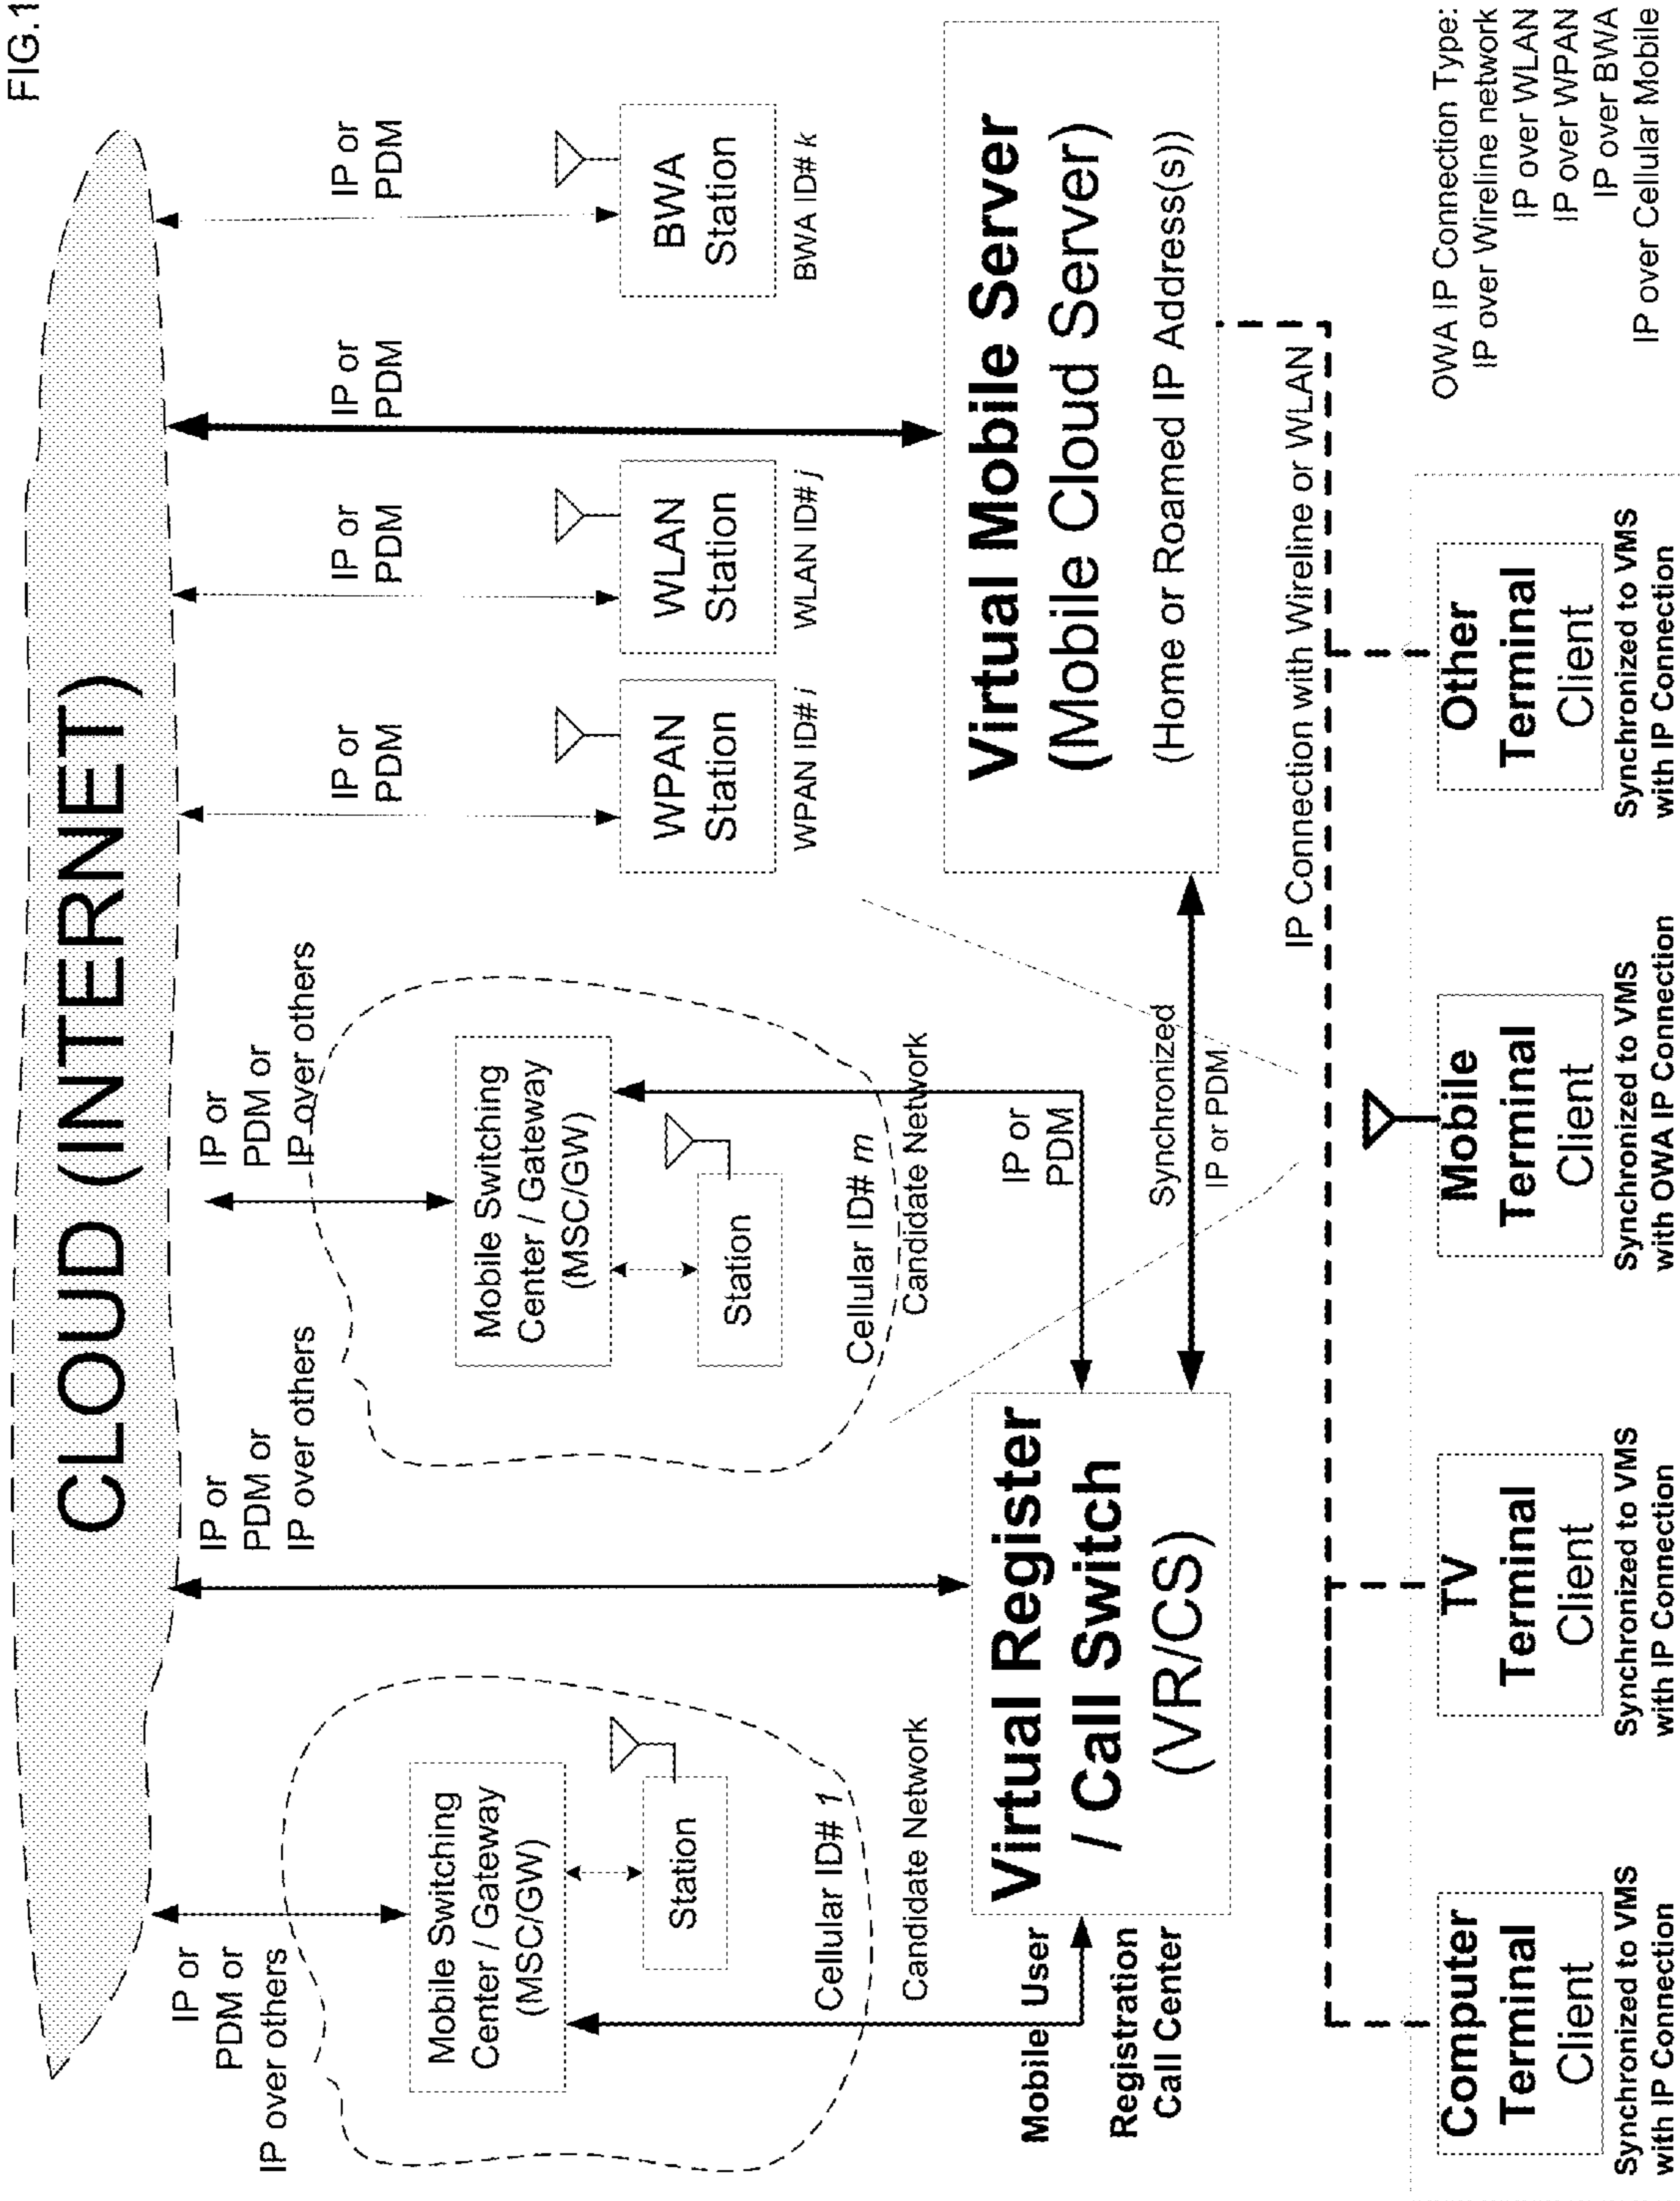 FIG.1
CLOUD (INTERNET)
IP or
PDM or
IP over others
IP or
PDM or
IP over others
IP or
PDM or
IP over others
IP or
PDM
IP or
PDM
IP or
PDM
IP or
PDM
Mobile Switching
Center / Gateway
(MSC/GW)
Station
Cellular ID# 1
Candidate Network
Mobile Switching
Center / Gateway
(MSC/GW)
Station
Cellular ID# m
Candidate Network
WPAN
Station
WPAN ID# i
WLAN
Station
WLAN ID# j
BWA
Station
BWA ID# k
Mobile User
Registration
Call Center
Virtual Register
/ Call Switch
(VR/CS)
IP or
PDM
Synchronized
IP or PDM
Virtual Mobile Server
(Mobile Cloud Server)
(Home or Roamed IP Address(s))
IP Connection with Wireline or WLAN
Computer
Terminal
Client
Synchronized to VMS
with IP Connection
TV
Terminal
Client
Synchronized to VMS
with IP Connection
Mobile
Terminal
Client
Synchronized to VMS
with OWA IP Connection
Other
Terminal
Client
Synchronized to VMS
with IP Connection
OWA IP Connection Type:
IP over Wireline network
IP over WLAN
IP over WPAN
IP over BWA
IP over Cellular Mobile